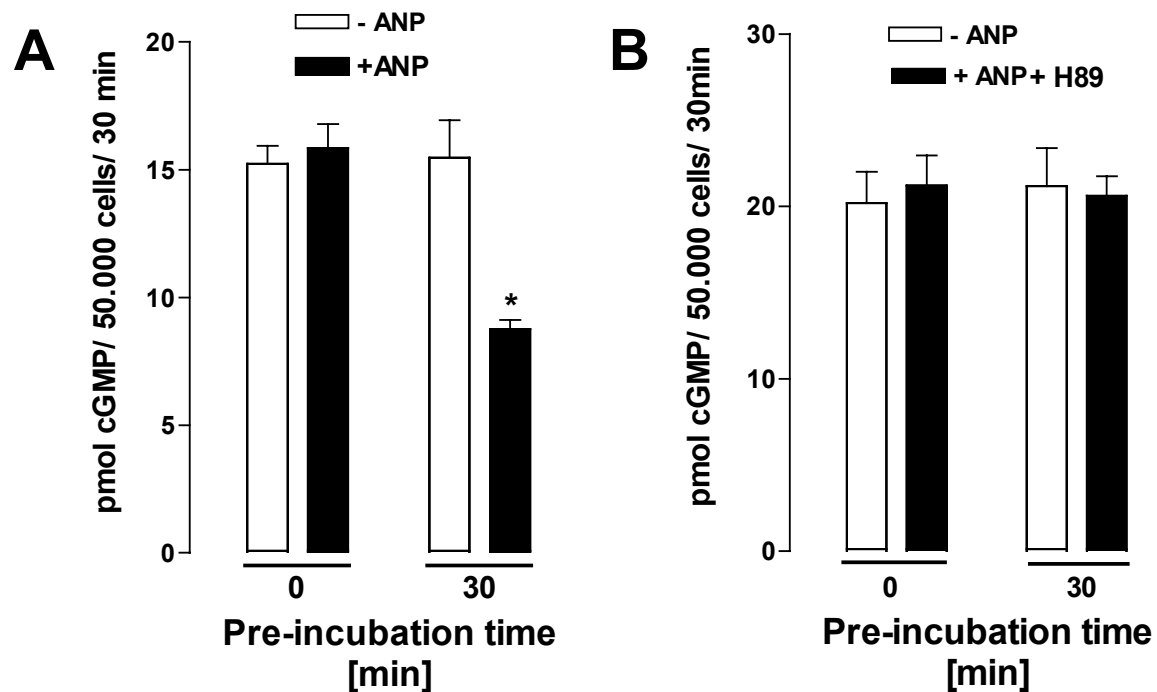 A
- ANP
+ANP
pmol cGMP/ 50.000 cells/ 30 min
20
15
10
5
0
*
0
30
Pre-incubation time
[min]
B
- ANP
+ ANP + H89
pmol cGMP/ 50.000 cells/ 30min
30
20
10
0
0
30
Pre-incubation time
[min]